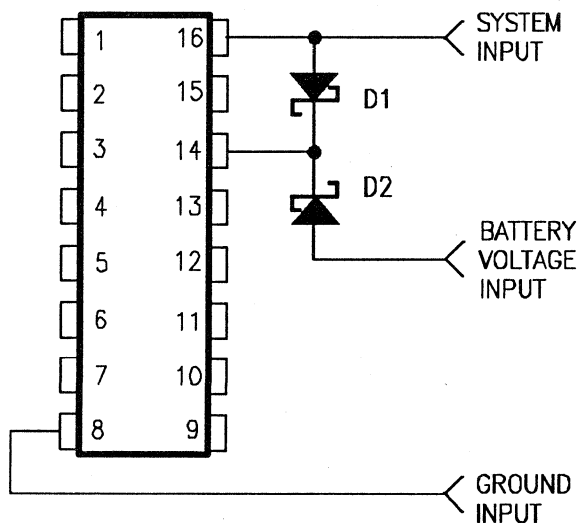 1 16 SYSTEM
INPUT
2 15
D1
3 14
D2
4 13
BATTERY
VOLTAGE
INPUT
5 12
6 11
7 10
8 9
GROUND
INPUT